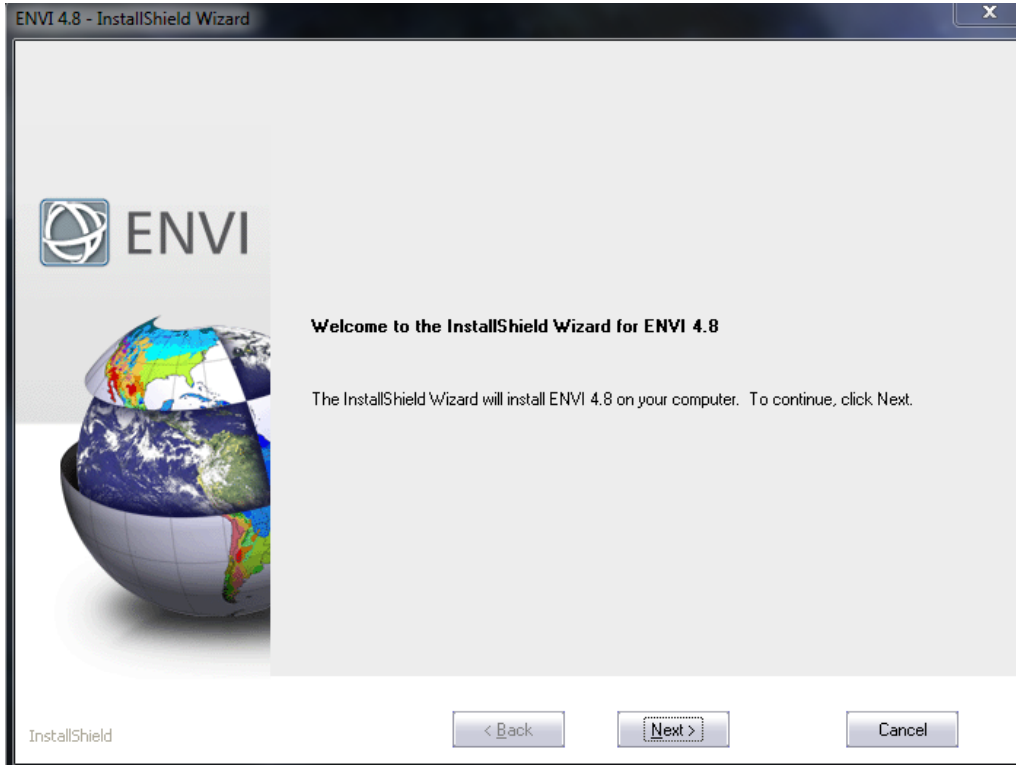 ENVI 4.8 - InstallShield Wizard
X
ENVI
Welcome to the InstallShield Wizard for ENVI 4.8
The InstallShield Wizard will install ENVI 4.8 on your computer. To continue, click Next.
InstallShield
< Back
Next >
Cancel